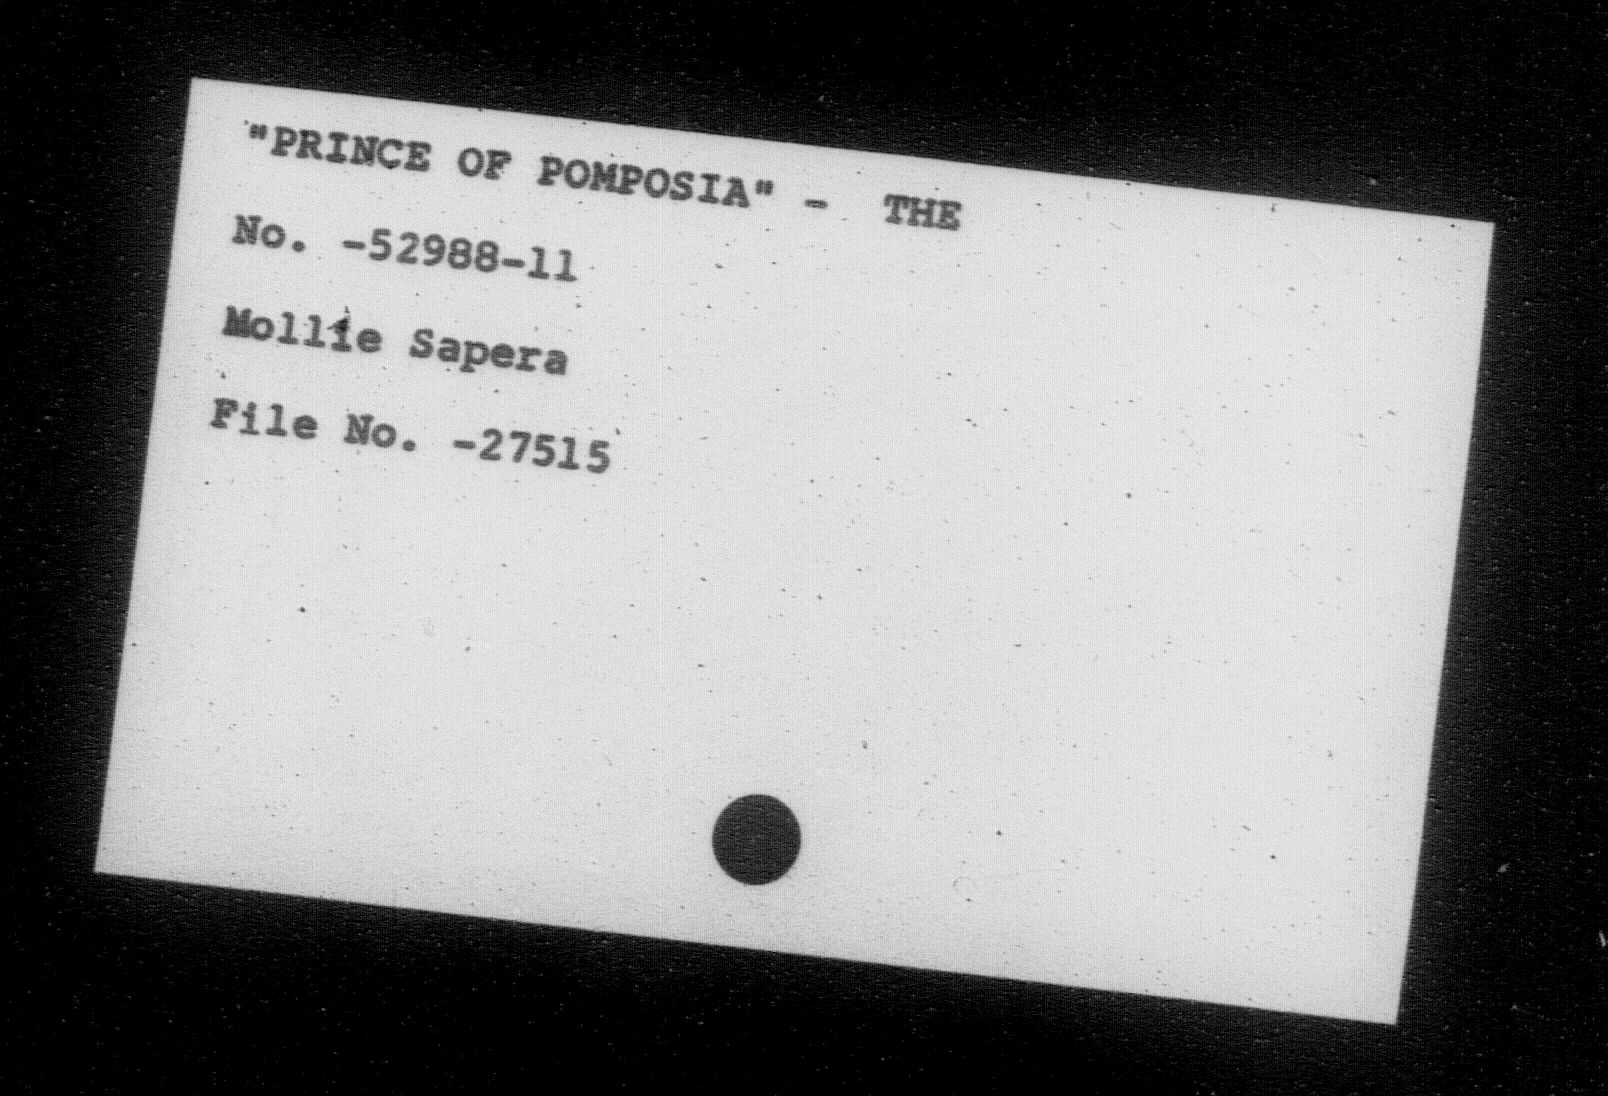 "PRINCE OF POMPOSIA" - THE
No. -52988-11
Mollie Sapera
File No. -27515